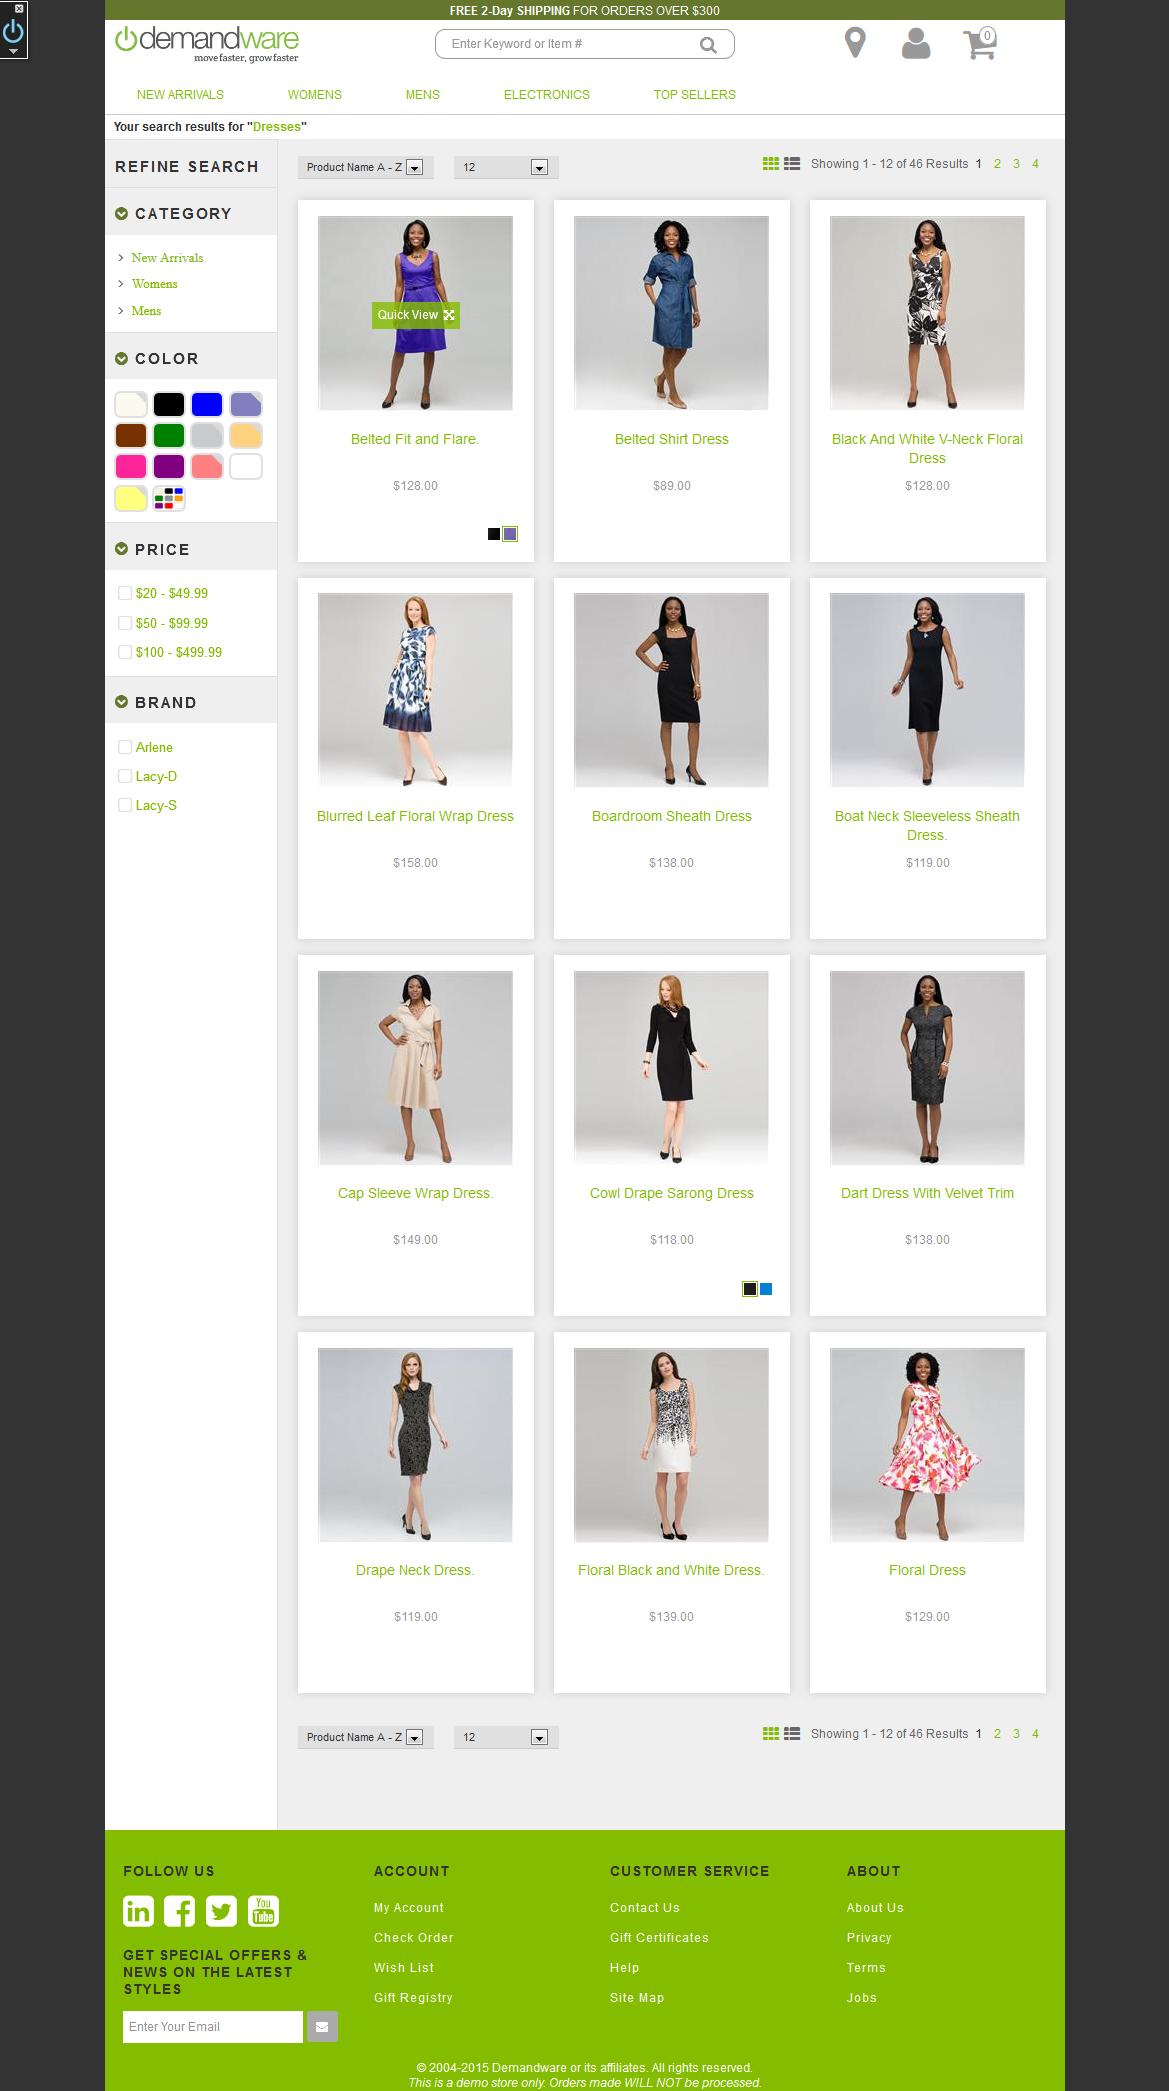 FREE 2-Day SHIPPING FOR ORDERS OVER $300
demandware
move faster, grow faster
Enter Keyword or Item #
0
NEW ARRIVALS WOMENS MENS ELECTRONICS TOP SELLERS
Your search results for "Dresses"
REFINE SEARCH
CATEGORY
New Arrivals
Womens
Mens
COLOR
PRICE
$20 - $49.99
$50 - $99.99
$100 - $499.99
BRAND
Arlene
Lacy-D
Lacy-S
Product Name A - Z 12 Showing 1 - 12 of 46 Results 1 2 3 4
Quick View
Belted Fit and Flare.
$128.00
Belted Shirt Dress
$89.00
Black And White V-Neck Floral
Dress
$128.00
Blurred Leaf Floral Wrap Dress
$158.00
Boardroom Sheath Dress
$138.00
Boat Neck Sleeveless Sheath
Dress.
$119.00
Cap Sleeve Wrap Dress.
$149.00
Cowl Drape Sarong Dress
$118.00
Dart Dress With Velvet Trim
$138.00
Drape Neck Dress.
$119.00
Floral Black and White Dress.
$139.00
Floral Dress
$129.00
Product Name A - Z 12 Showing 1 - 12 of 46 Results 1 2 3 4
FOLLOW US
in
You
Tube
GET SPECIAL OFFERS &
NEWS ON THE LATEST
STYLES
Enter Your Email
ACCOUNT
My Account
Check Order
Wish List
Gift Registry
CUSTOMER SERVICE
Contact Us
Gift Certificates
Help
Site Map
ABOUT
About Us
Privacy
Terms
Jobs
© 2004-2015 Demandware or its affiliates. All rights reserved.
This is a demo store only. Orders made WILL NOT be processed.